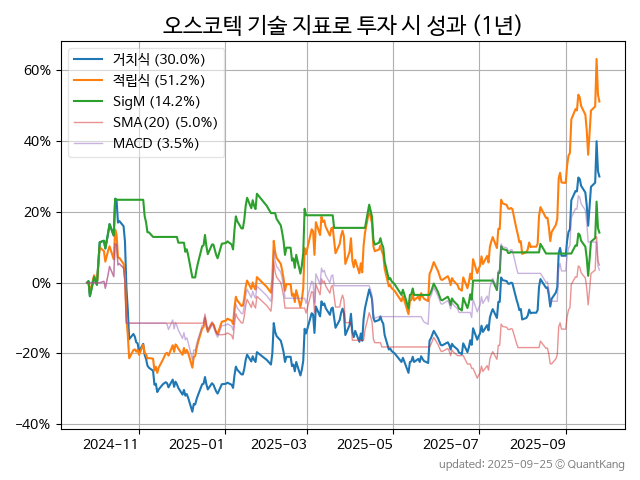 오스코텍 기술 지표로 투자 시 성과 (1년)
거치식 (30.0%)
적립식 (51.2%)
SigM (14.2%)
SMA(20) (5.0%)
MACD (3.5%)
60%
40%
20%
0%
−20%
−40%
2024-11
2025-01
2025-03
2025-05
2025-07
2025-09
updated: 2025-09-25 © QuantKang